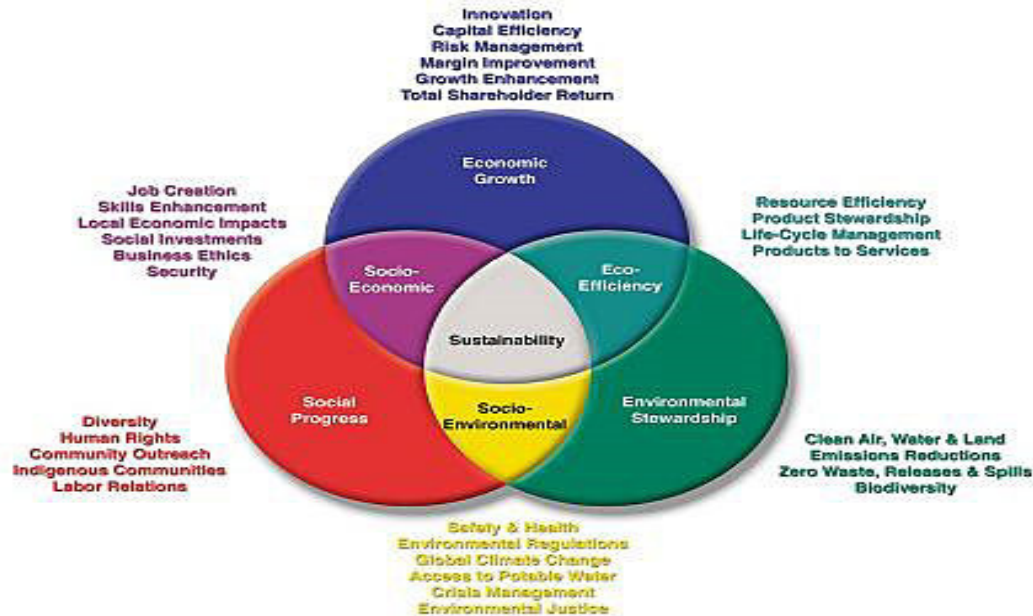 Innovation
Capital Efficiency
Risk Management
Margin Improvement
Growth Enhancement
Total Shareholder Return
Economic
Growth
Job Creation
Skills Enhancement
Local Economic Impacts
Social Investments
Business Ethics
Security
Resource Efficiency
Product Stewardship
Life-Cycle Management
Products to Services
Socio-
Economic
Eco-
Efficiency
Sustainability
Social
Progress
Socio-
Environmental
Environmental
Stewardship
Diversity
Human Rights
Community Outreach
Indigenous Communities
Labor Relations
Clean Air, Water & Land
Emissions Reductions
Zero Waste, Releases & Spills
Biodiversity
Safety & Health
Environmental Regulations
Global Climate Change
Access to Potable Water
Crisis Management
Environmental Justice